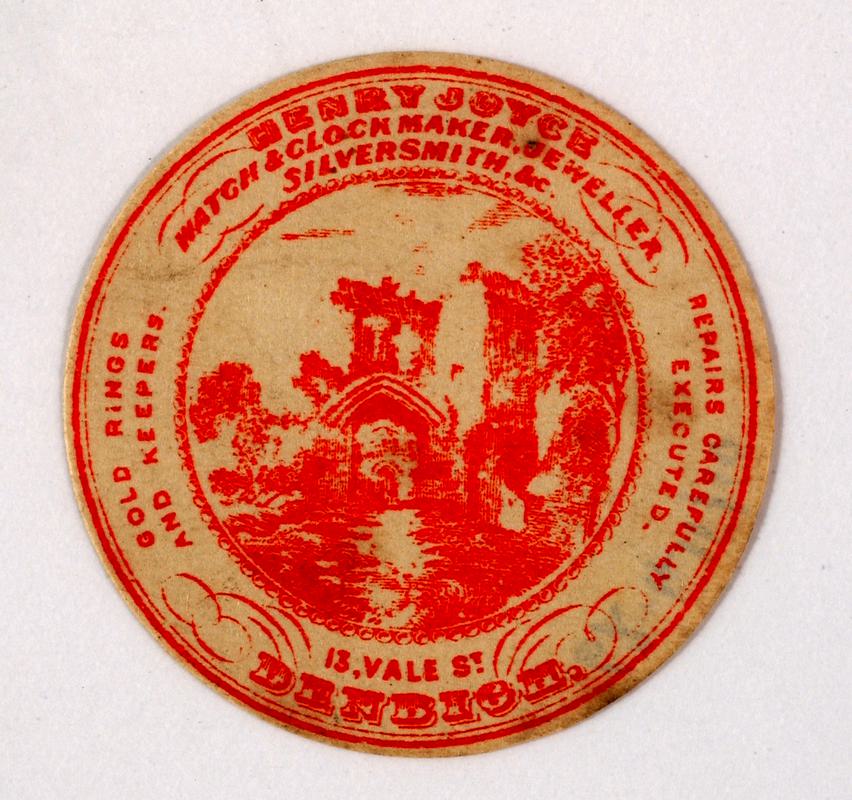 HENRY JOYCE
WATCH & CLOCK MAKER, JEWELLER,
SILVERSMITH, &c.
GOLD RINGS
AND KEEPERS.
REPAIRS CAREFULLY
EXECUTED.
13, VALE ST
DENBIGH.